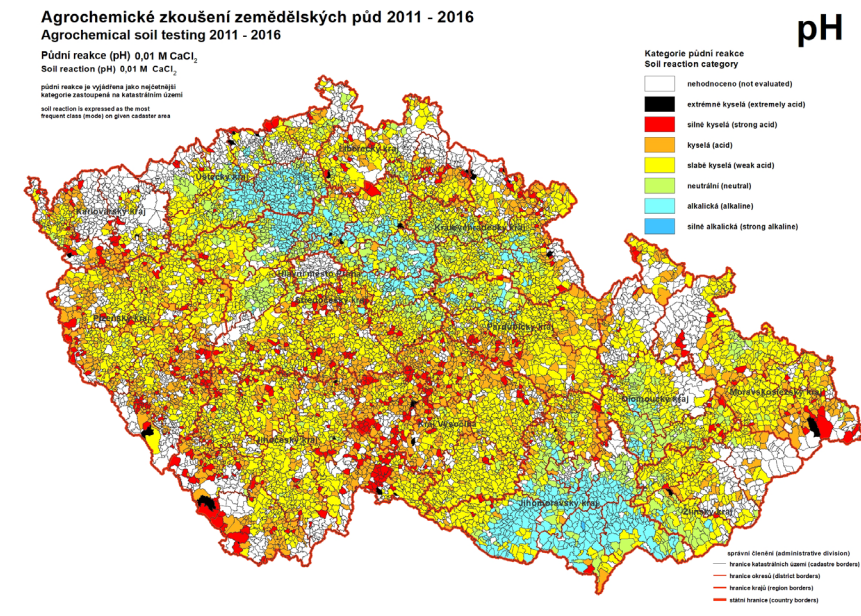 Agrochemické zkoušení zemědělských půd 2011 - 2016
Agrochemical soil testing 2011 - 2016
pH
Půdní reakce (pH) 0,01 M CaCl2
Soil reaction (pH) 0,01 M CaCl2
půdní reakce je vyjádřena jako nejčetnější
kategorie zastoupená na katastrálním území
soil reaction is expressed as the most
frequent class (mode) on given cadaster area
Kategorie půdní reakce
Soil reaction category
nehodnoceno (not evaluated)
extrémně kyselá (extremely acid)
silně kyselá (strong acid)
kyselá (acid)
slabě kyselá (weak acid)
neutrální (neutral)
alkalická (alkaline)
silně alkalická (strong alkaline)
Liberecký kraj
Ústecký kraj
Karlovarský kraj
Královéhradecký kraj
Hlavní město Praha
Středočeský kraj
Plzeňský kraj
Pardubický kraj
Moravskoslezský kraj
Olomoucký kraj
Kraj Vysočina
Jihočeský kraj
Jihomoravský kraj
Zlínský kraj
správní členění (administrative division)
hranice katastrálních území (cadastre borders)
hranice okresů (district borders)
hranice krajů (region borders)
státní hranice (country borders)